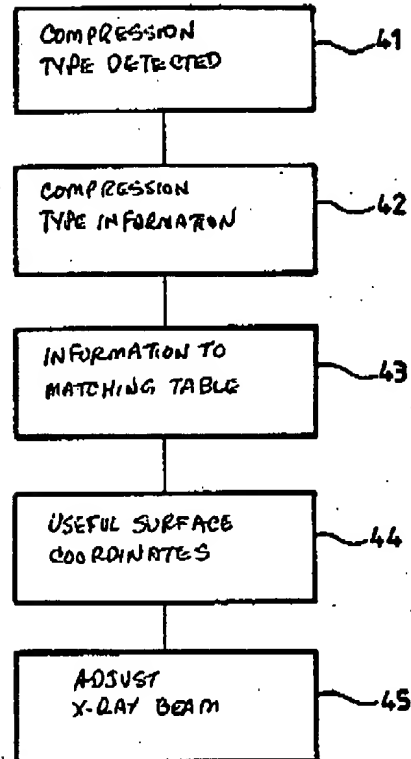 COMPRESSION
TYPE DETECTED
41
COMPRESSION
TYPE INFORMATION
42
INFORMATION TO
MATCHING TABLE
43
USEFUL SURFACE
COORDINATES
44
ADJUST
X-RAY BEAM
45